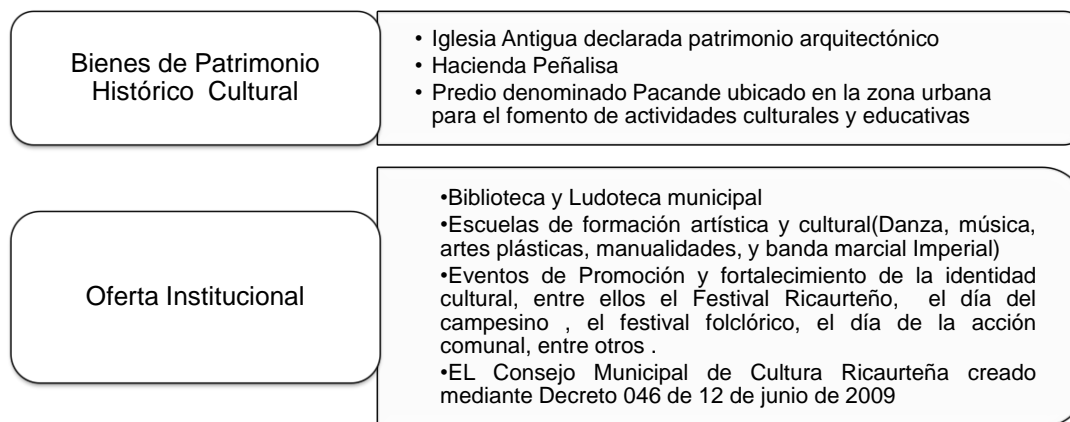 Bienes de Patrimonio
Histórico Cultural
• Iglesia Antigua declarada patrimonio arquitectónico
• Hacienda Peñalisa
• Predio denominado Pacande ubicado en la zona urbana
para el fomento de actividades culturales y educativas
Oferta Institucional
•Biblioteca y Ludoteca municipal
•Escuelas de formación artística y cultural(Danza, música,
artes plásticas, manualidades, y banda marcial Imperial)
•Eventos de Promoción y fortalecimiento de la identidad
cultural, entre ellos el Festival Ricaurteño, el día del
campesino , el festival folclórico, el día de la acción
comunal, entre otros .
•EL Consejo Municipal de Cultura Ricaurteña creado
mediante Decreto 046 de 12 de junio de 2009